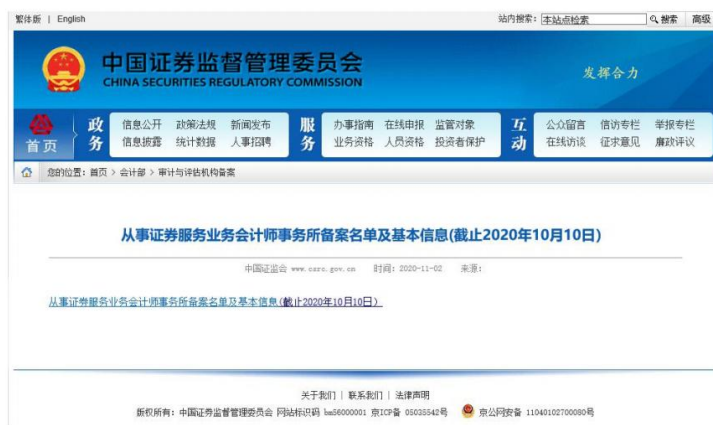 繁体版 | English 站内搜索: 本站点检索 搜索 高级
中国证券监督管理委员会
CHINA SECURITIES REGULATORY COMMISSION
发挥合力
首页 政务 信息公开 政策法规 新闻发布 服务 办事指南 在线申报 监管对象 互动 公众留言 信访专栏 举报专栏
信息披露 统计数据 人事招聘 业务资格 人员资格 投资者保护 在线访谈 征求意见 廉政评议
您的位置: 首页 > 会计部 > 审计与评估机构备案
从事证券服务业务会计师事务所备案名单及基本信息(截止2020年10月10日)
中国证监会 www.csrc.gov.cn 时间: 2020-11-02 来源:
从事证券服务业务会计师事务所备案名单及基本信息(截止2020年10月10日)
关于我们 | 联系我们 | 法律声明
版权所有: 中国证券监督管理委员会 网站标识码 bm56000001 京ICP备 05035542号 京公网安备 11040102700080号